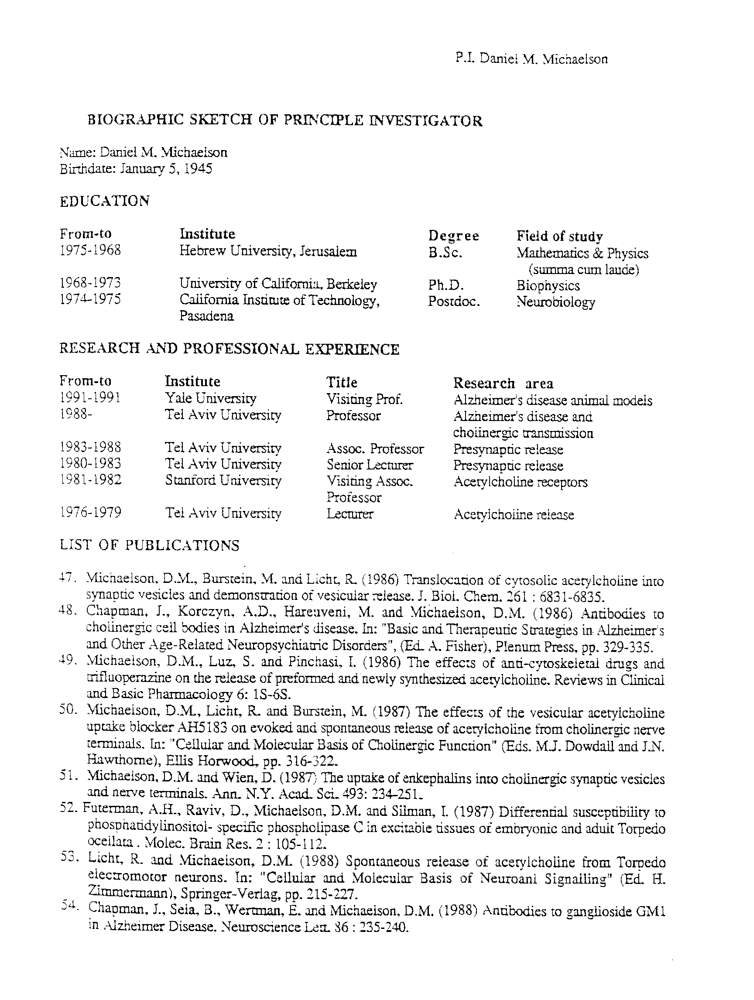 P.I. Daniel M. Michaelson
BIOGRAPHIC SKETCH OF PRINCIPLE INVESTIGATOR
Name: Daniel M. Michaelson
Birthdate: January 5, 1945
EDUCATION
From-to Institute Degree Field of study
1975-1968 Hebrew University, Jerusalem B.Sc. Mathematics & Physics
(summa cum laude)
1968-1973 University of California, Berkeley Ph.D. Biophysics
1974-1975 California Institute of Technology, Postdoc. Neurobiology
Pasadena
RESEARCH AND PROFESSIONAL EXPERIENCE
From-to Institute Title Research area
1991-1991 Yale University Visiting Prof. Alzheimer's disease animal models
1988- Tel Aviv University Professor Alzheimer's disease and
cholinergic transmission
1983-1988 Tel Aviv University Assoc. Professor Presynaptic release
1980-1983 Tel Aviv University Senior Lecturer Presynaptic release
1981-1982 Stanford University Visiting Assoc. Acetylcholine receptors
Professor
1976-1979 Tel Aviv University Lecturer Acetylcholine release
LIST OF PUBLICATIONS
47. Michaelson, D.M., Burstein, M. and Licht, R. (1986) Translocation of cytosolic acetylcholine into
synaptic vesicles and demonstration of vesicular release. J. Biol. Chem. 261 : 6831-6835.
48. Chapman, J., Korczyn, A.D., Hareuveni, M. and Michaelson, D.M. (1986) Antibodies to
cholinergic cell bodies in Alzheimer's disease. In: "Basic and Therapeutic Strategies in Alzheimer's
and Other Age-Related Neuropsychiatric Disorders", (Ed. A. Fisher), Plenum Press, pp. 329-335.
49. Michaelson, D.M., Luz, S. and Pinchasi, I. (1986) The effects of anti-cytoskeletal drugs and
trifluoperazine on the release of preformed and newly synthesized acetylcholine. Reviews in Clinical
and Basic Pharmacology 6: 1S-6S.
50. Michaelson, D.M., Licht, R. and Burstein, M. (1987) The effects of the vesicular acetylcholine
uptake blocker AH5183 on evoked and spontaneous release of acetylcholine from cholinergic nerve
terminals. In: "Cellular and Molecular Basis of Cholinergic Function" (Eds. M.J. Dowdall and J.N.
Hawthorne), Ellis Horwood, pp. 316-322.
51. Michaelson, D.M. and Wien, D. (1987) The uptake of enkephalins into cholinergic synaptic vesicles
and nerve terminals. Ann. N.Y. Acad. Sci. 493: 234-251.
52. Futerman, A.H., Raviv, D., Michaelson, D.M. and Silman, I. (1987) Differential susceptibility to
phosphatidylinositol- specific phospholipase C in excitable tissues of embryonic and adult Torpedo
ocellata . Molec. Brain Res. 2 : 105-112.
53. Licht, R. and Michaelson, D.M. (1988) Spontaneous release of acetylcholine from Torpedo
electromotor neurons. In: "Cellular and Molecular Basis of Neuroanl Signailing" (Ed. H.
Zimmermann), Springer-Verlag, pp. 215-227.
54. Chapman, J., Sela, B., Wertman, E. and Michaelson, D.M. (1988) Antibodies to ganglioside GM1
in Alzheimer Disease. Neuroscience Lett. 86 : 235-240.